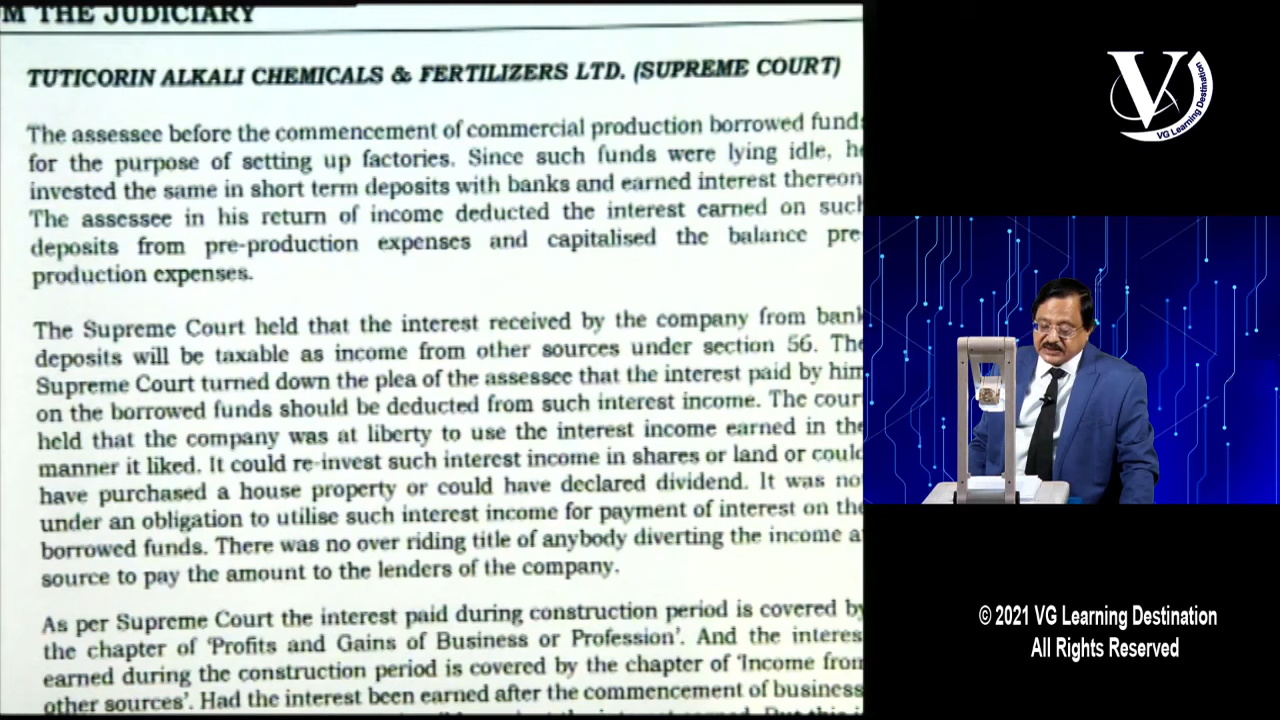 M THE JUDICIARY
TUTICORIN ALKALI CHEMICALS & FERTILIZERS LTD. (SUPREME COURT)
The assessee before the commencement of commercial production borrowed funds
for the purpose of setting up factories. Since such funds were lying idle, he
invested the same in short term deposits with banks and earned interest thereon
The assessee in his return of income deducted the interest earned on such
deposits from pre-production expenses and capitalised the balance pre-
production expenses.
The Supreme Court held that the interest received by the company from bank
deposits will be taxable as income from other sources under section 56. The
Supreme Court turned down the plea of the assessee that the interest paid by him
on the borrowed funds should be deducted from such interest income. The cour
held that the company was at liberty to use the interest income earned in the
manner it liked. It could re-invest such interest income in shares or land or could
have purchased a house property or could have declared dividend. It was no
under an obligation to utilise such interest income for payment of interest on the
borrowed funds. There was no over riding title of anybody diverting the income a
source to pay the amount to the lenders of the company.
As per Supreme Court the interest paid during construction period is covered by
the chapter of 'Profits and Gains of Business or Profession'. And the interes
earned during the construction period is covered by the chapter of 'Income from
other sources'. Had the interest been earned after the commencement of business
V
VG Learning Destination
© 2021 VG Learning Destination
All Rights Reserved